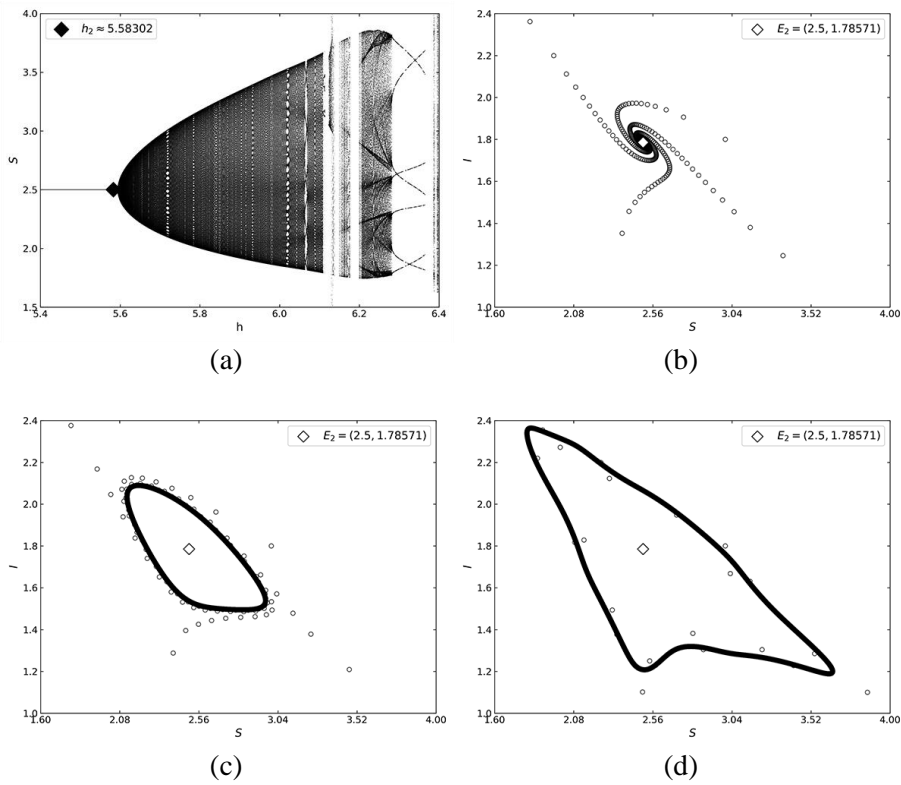 4.0
h₂ ≈ 5.58302
3.5
3.0
S
2.5
2.0
1.5
5.4 5.6 5.8 6.0 6.2 6.4
h
(a)
2.4
E₂ = (2.5, 1.78571)
2.2
2.0
1.8
I
1.6
1.4
1.2
1.0
1.60 2.08 2.56 3.04 3.52 4.00
S
(b)
2.4
E₂ = (2.5, 1.78571)
2.2
2.0
1.8
I
1.6
1.4
1.2
1.0
1.60 2.08 2.56 3.04 3.52 4.00
S
(c)
2.4
E₂ = (2.5, 1.78571)
2.2
2.0
1.8
I
1.6
1.4
1.2
1.0
1.60 2.08 2.56 3.04 3.52 4.00
S
(d)